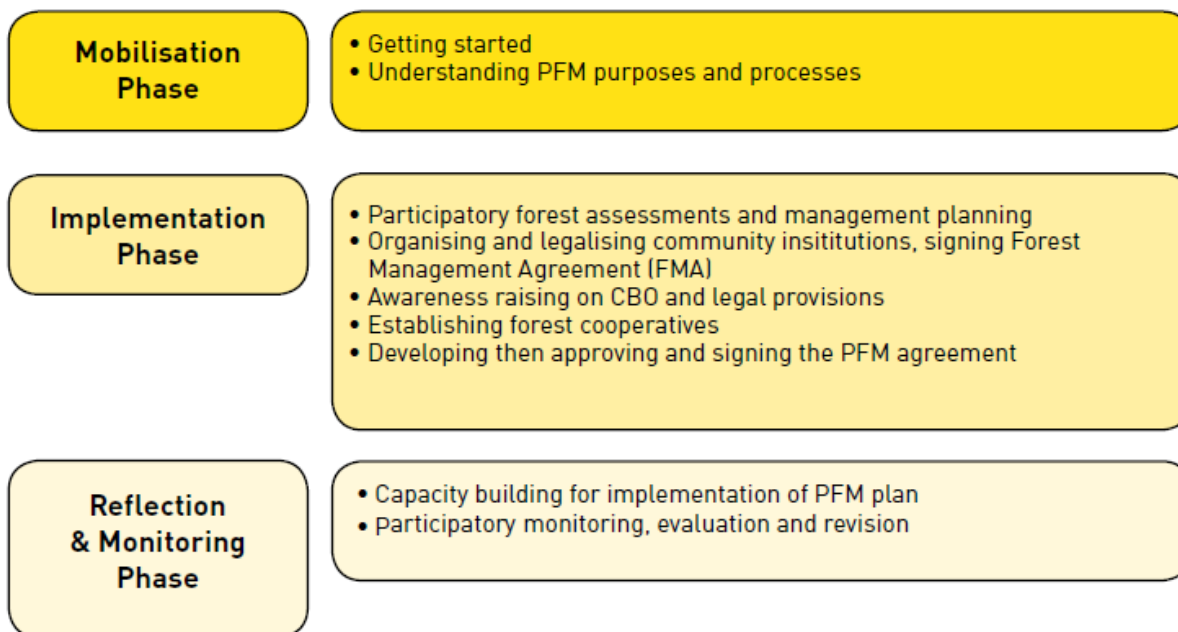 Mobilisation
Phase
• Getting started
• Understanding PFM purposes and processes
Implementation
Phase
• Participatory forest assessments and management planning
• Organising and legalising community insititutions, signing Forest
Management Agreement (FMA)
• Awareness raising on CBO and legal provisions
• Establishing forest cooperatives
• Developing then approving and signing the PFM agreement
Reflection
& Monitoring
Phase
• Capacity building for implementation of PFM plan
• Participatory monitoring, evaluation and revision